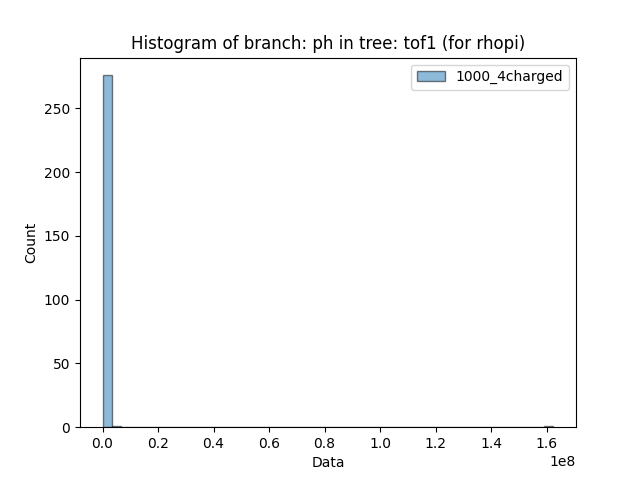 Histogram of branch: ph in tree: tof1 (for rhopi)
1000_4charged
250
200
150
100
50
0
Count
0.0 0.2 0.4 0.6 0.8 1.0 1.2 1.4 1.6
1e8
Data